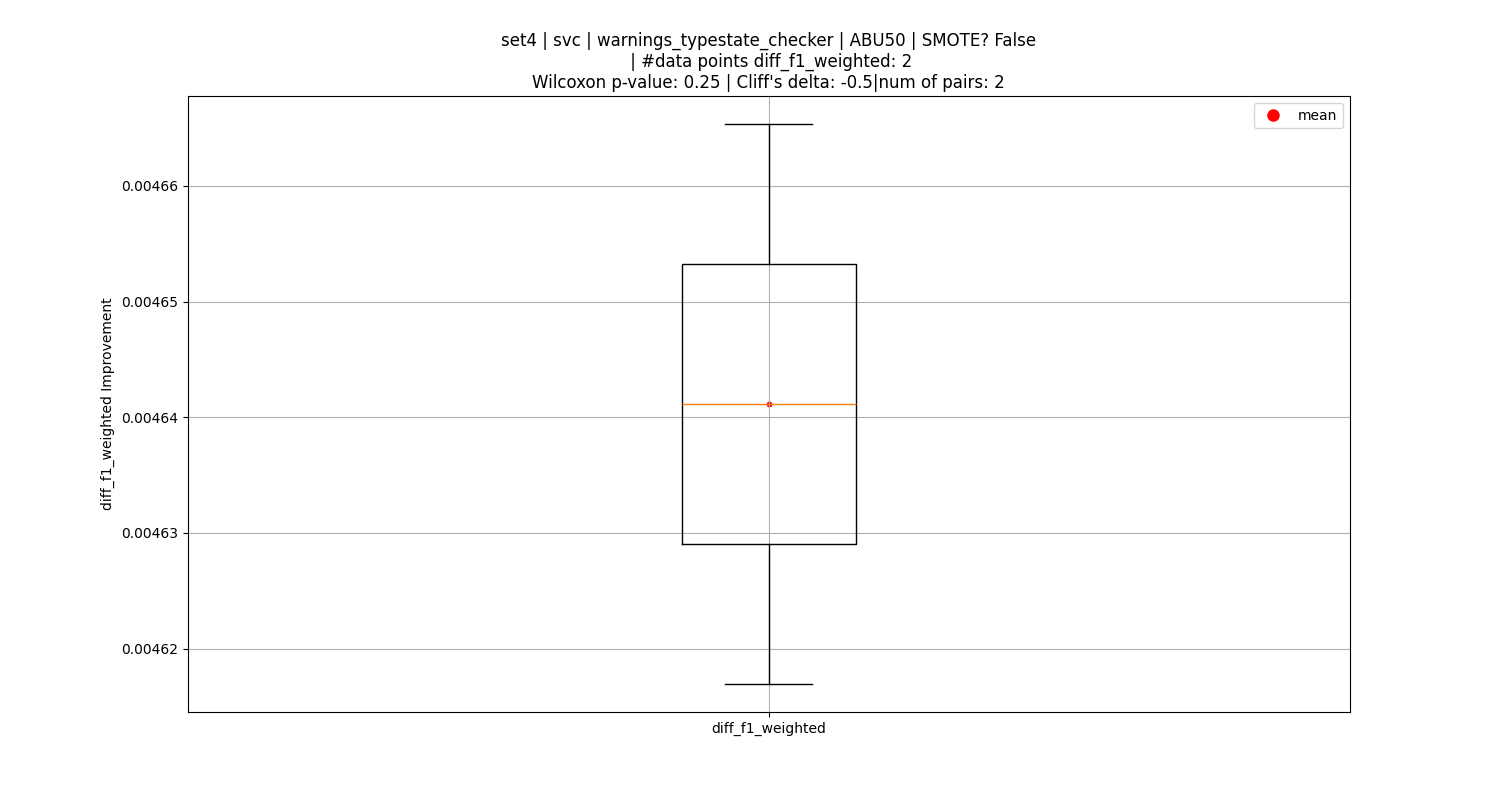 set4 | svc | warnings_typestate_checker | ABU50 | SMOTE? False
| #data points diff_f1_weighted: 2
Wilcoxon p-value: 0.25 | Cliff's delta: -0.5|num of pairs: 2
mean
0.00466
0.00465
0.00464
0.00463
0.00462
diff_f1_weighted Improvement
diff_f1_weighted